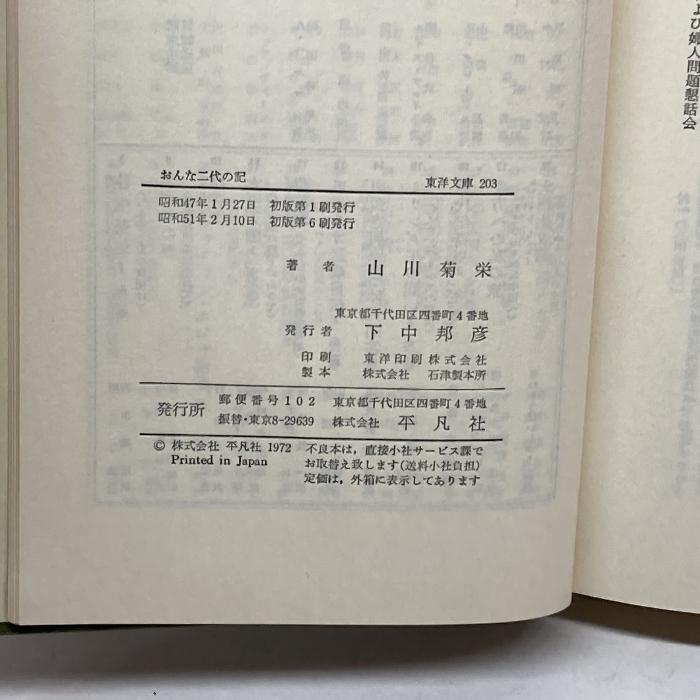 よび婦人問題懇話会
おんな二代の記 東洋文庫 203
昭和47年1月27日 初版第1刷発行
昭和51年2月10日 初版第6刷発行
著者 山川菊栄
東京都千代田区四番町4番地
発行者 下中邦彦
印刷 東洋印刷株式会社
製本 株式会社 石津製本所
発行所 郵便番号102 東京都千代田区四番町4番地
振替・東京8-29639 株式会社 平凡社
© 株式会社 平凡社 1972 不良本は，直接小社サービス課で
Printed in Japan お取替え致します(送料小社負担)
定価は，外箱に表示してあります